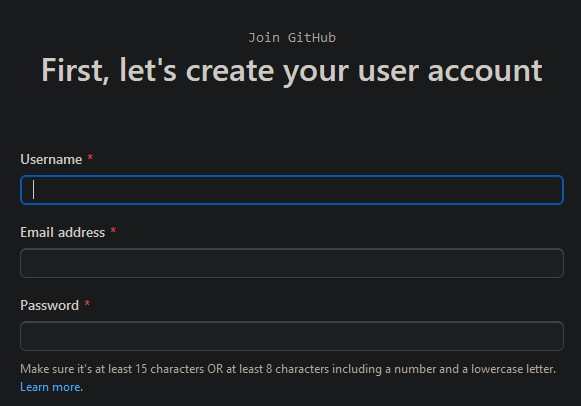 Join GitHub
First, let's create your user account
Username *
Email address *
Password *
Make sure it's at least 15 characters OR at least 8 characters including a number and a lowercase letter.
Learn more.